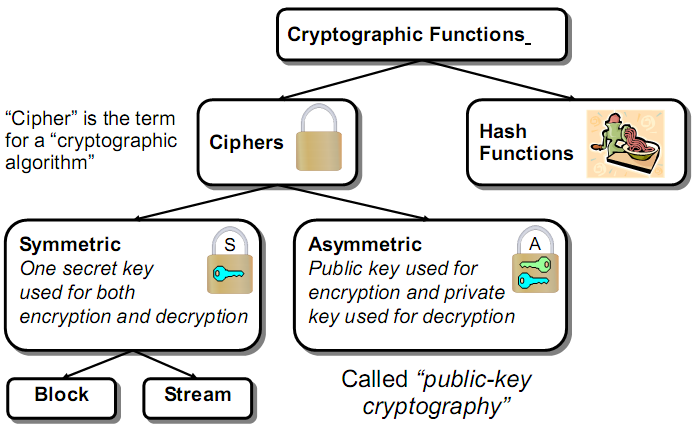 Cryptographic Functions_
“Cipher” is the term
for a “cryptographic
algorithm”
Ciphers
Hash
Functions
Symmetric
S
One secret key
used for both
encryption and decryption
Asymmetric
A
Public key used for
encryption and private
key used for decryption
Block
Stream
Called “public-key
cryptography”